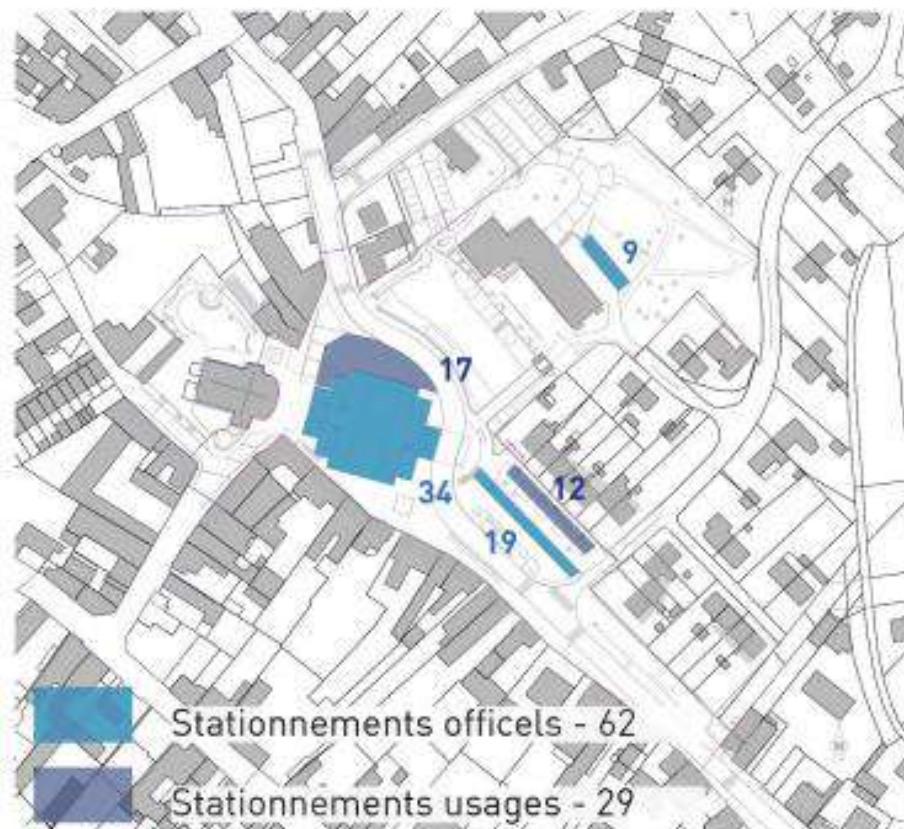 9
17
34
12
19
Stationnements officels - 62
Stationnements usages - 29